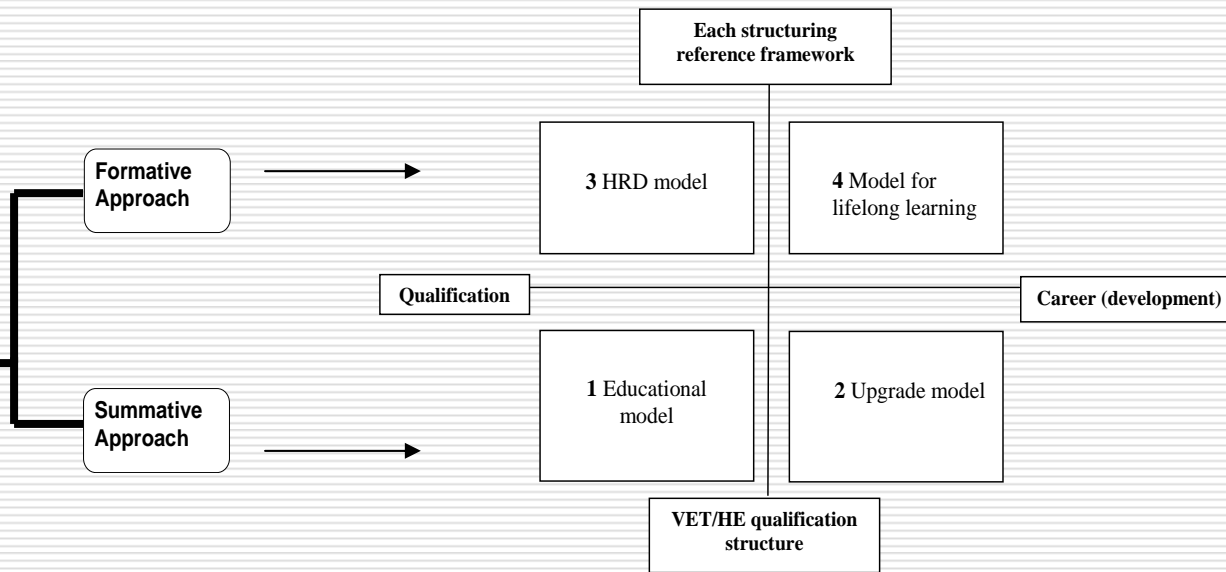 Each structuring
reference framework
Formative
Approach
3 HRD model
4 Model for
lifelong learning
Qualification
Career (development)
Summative
Approach
1 Educational
model
2 Upgrade model
VET/HE qualification
structure